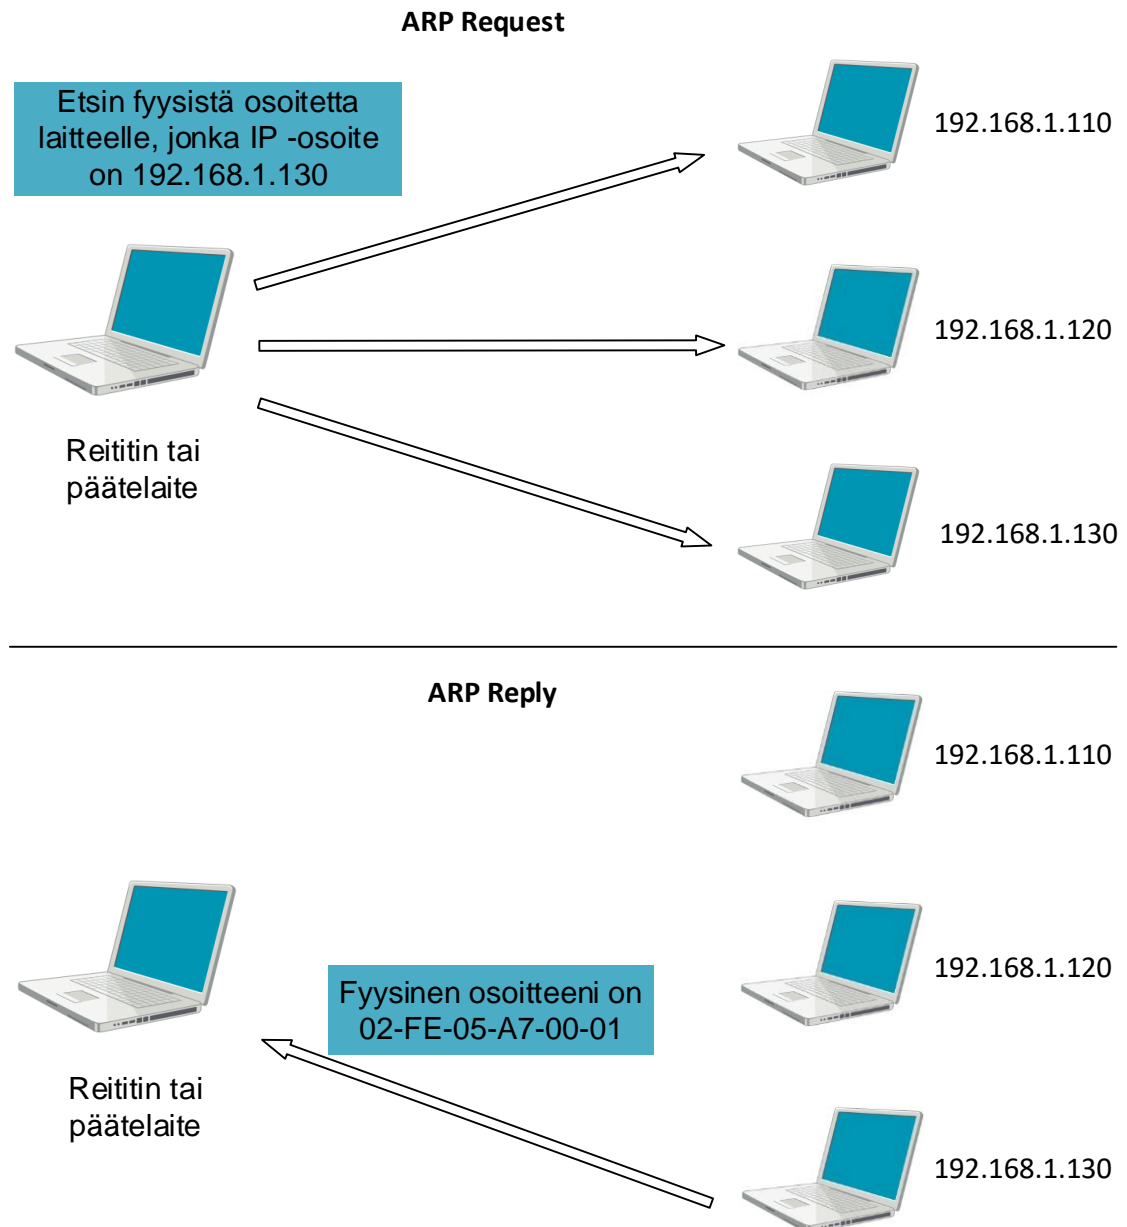 ARP Request
Etsin fyysistä osoitetta
laitteelle, jonka IP -osoite
on 192.168.1.130
192.168.1.110
192.168.1.120
Reititin tai
päätelaite
192.168.1.130
ARP Reply
192.168.1.110
192.168.1.120
Fyysinen osoitteeni on
02-FE-05-A7-00-01
Reititin tai
päätelaite
192.168.1.130